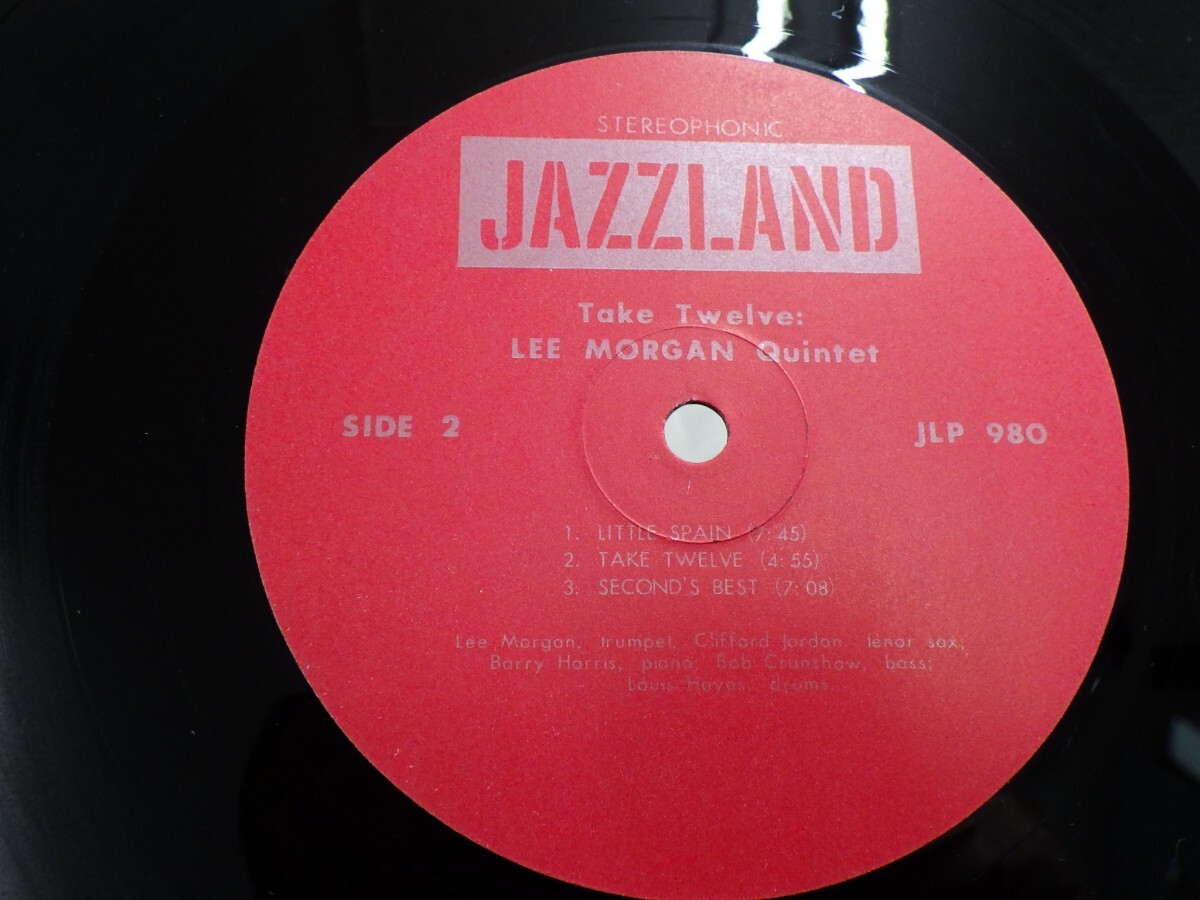 STEREOPHONIC
JAZZLAND
Take Twelve:
LEE MORGAN Quintet
SIDE 2
JLP 980
1. LITTLE SPAIN (7:45)
2. TAKE TWELVE (4:55)
3. SECOND'S BEST (7:08)
Lee Morgan, trumpet, Clifford Jordan, tenor sax;
Barry Harris, piano; Bob Cranshaw, bass;
Louis Hayes, drums.